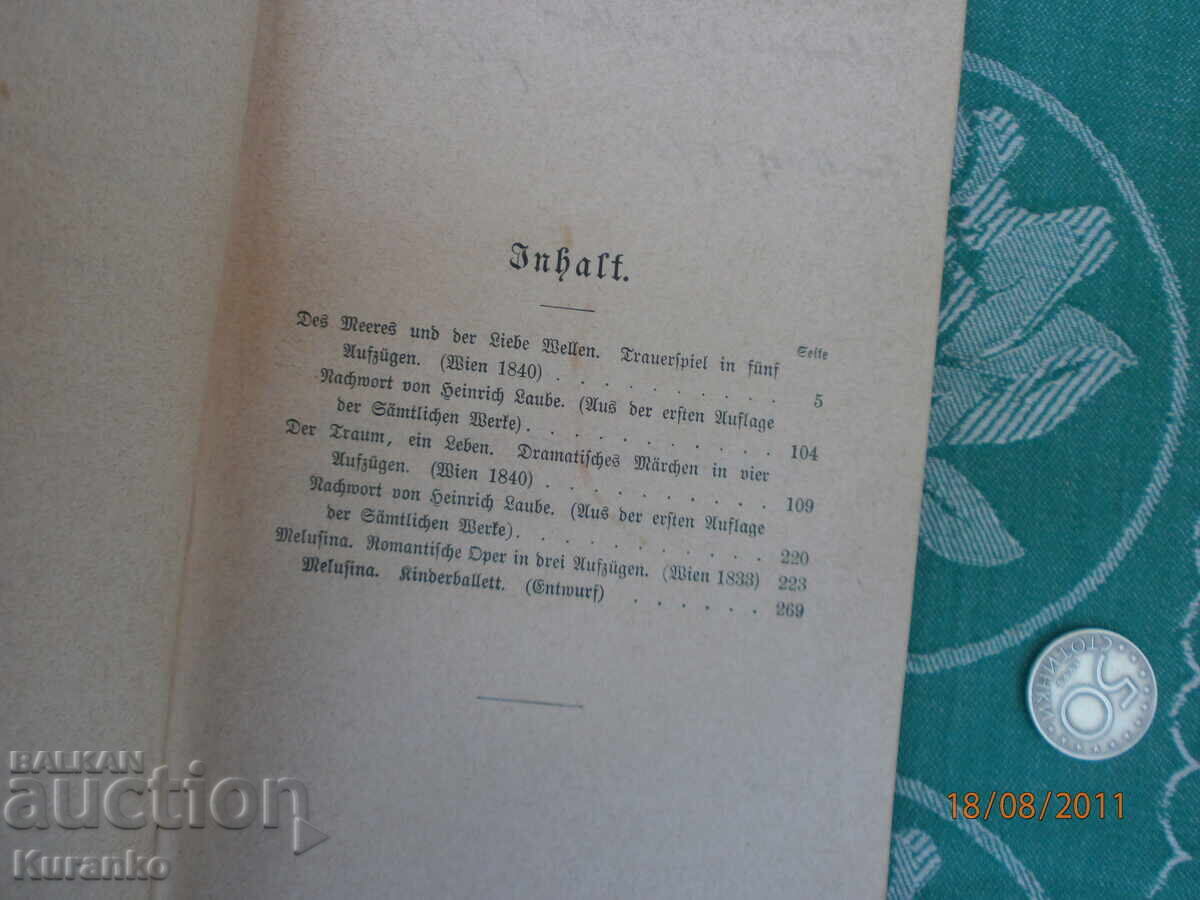 Inhalt.
Seite
Des Meeres und der Liebe Wellen. Trauerspiel in fünf
Aufzügen. (Wien 1840) . . . . . . . . . . 5
Nachwort von Heinrich Laube. (Aus der ersten Auflage
der Sämtlichen Werke) . . . . . . . . . . 104
Der Traum, ein Leben. Dramatisches Märchen in vier
Aufzügen. (Wien 1840) . . . . . . . . . . 109
Nachwort von Heinrich Laube. (Aus der ersten Auflage
der Sämtlichen Werke) . . . . . . . . . . 220
Melusina. Romantische Oper in drei Aufzügen. (Wien 1833) 223
Melusina. Kinderballett. (Entwurf) . . . . . . 269
50
СТОТИНКИ
BALKAN
auction
Kuranko
18/08/2011